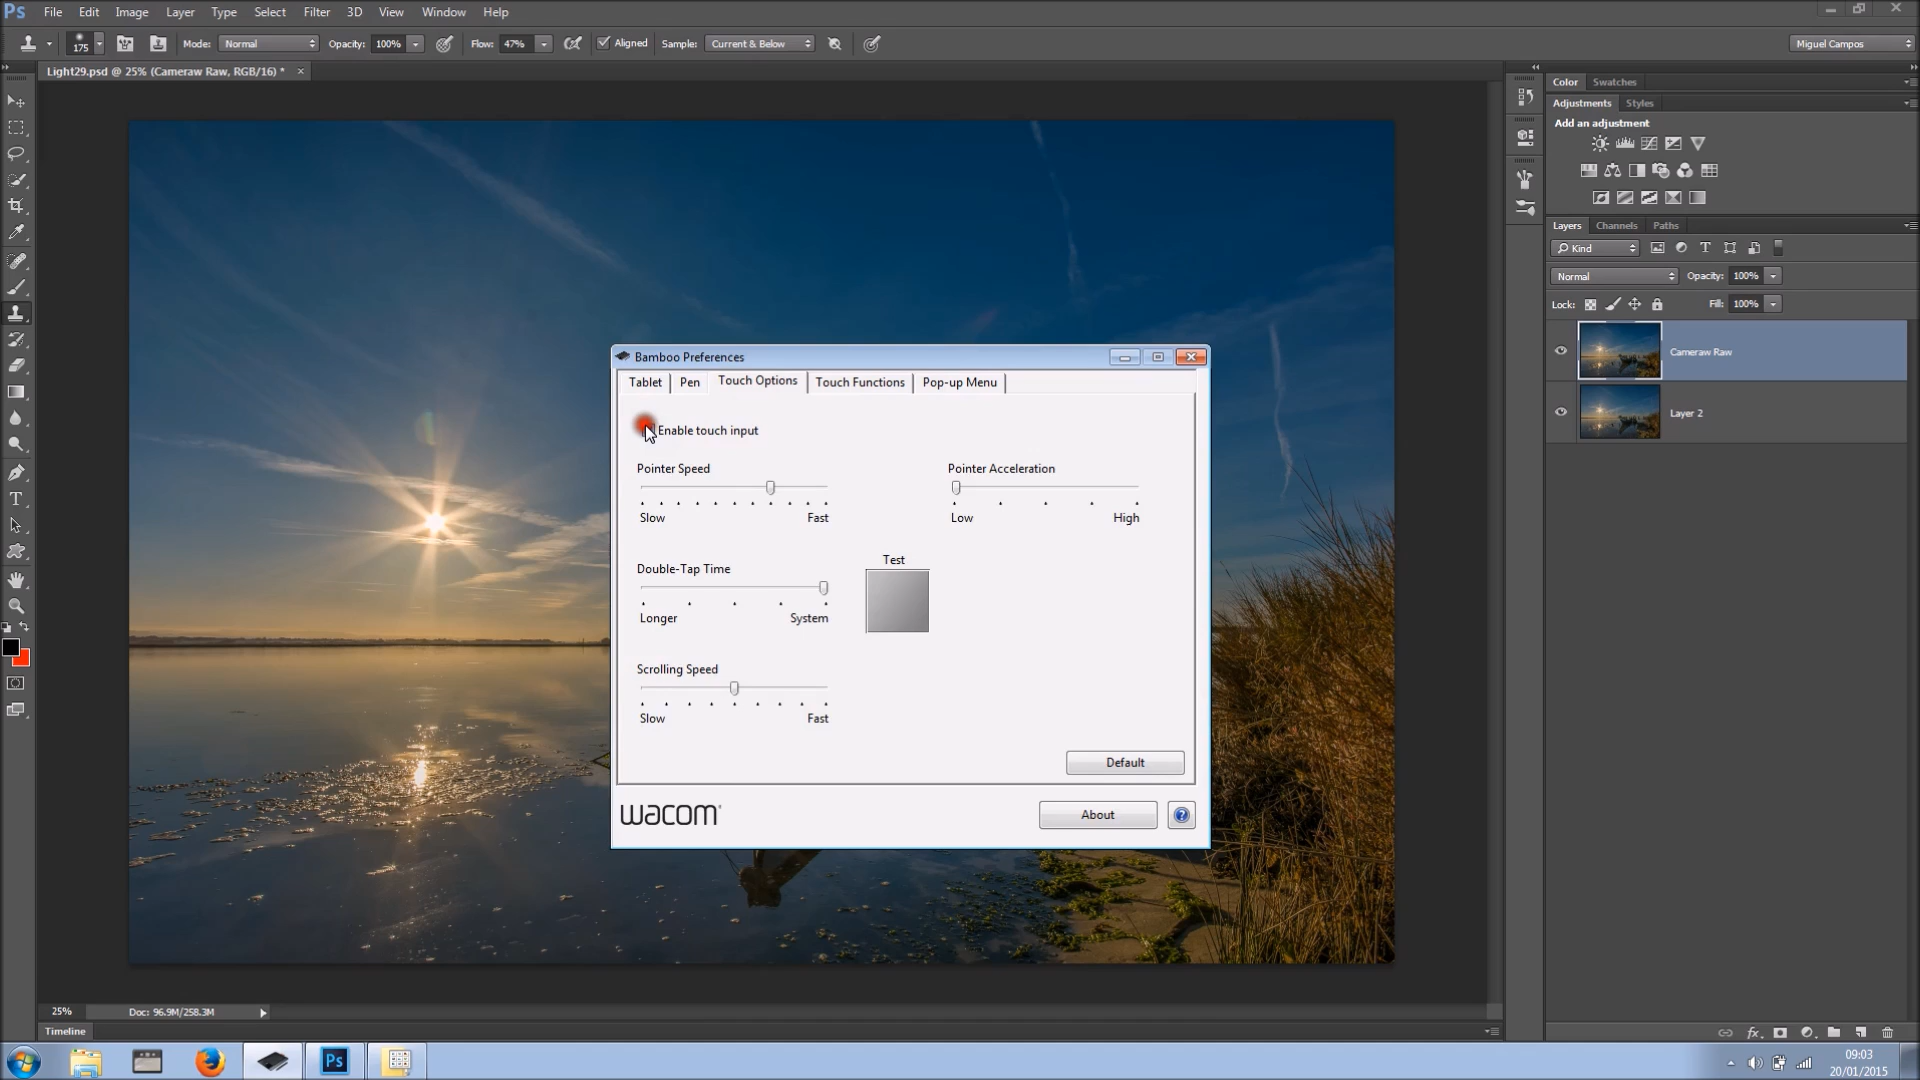 Ps File Edit Image Layer Type Select Filter 3D View Window Help
175 Mode: Normal Opacity: 100% Flow: 47% Aligned Sample: Current & Below Miguel Campos
Light29.psd @ 25% (Cameraw Raw, RGB/16) * ×
Color Swatches
Adjustments Styles
Add an adjustment
Layers Channels Paths
Kind
Normal Opacity: 100%
Lock: Fill: 100%
Cameraw Raw
Layer 2
Bamboo Preferences
Tablet Pen Touch Options Touch Functions Pop-up Menu
Enable touch input
Pointer Speed Pointer Acceleration
Slow Fast Low High
Double-Tap Time Test
Longer System
Scrolling Speed
Slow Fast
Default
wacom About ?
25% Doc: 96.9M/258.3M
Timeline
fx
Ps
09:03
20/01/2015